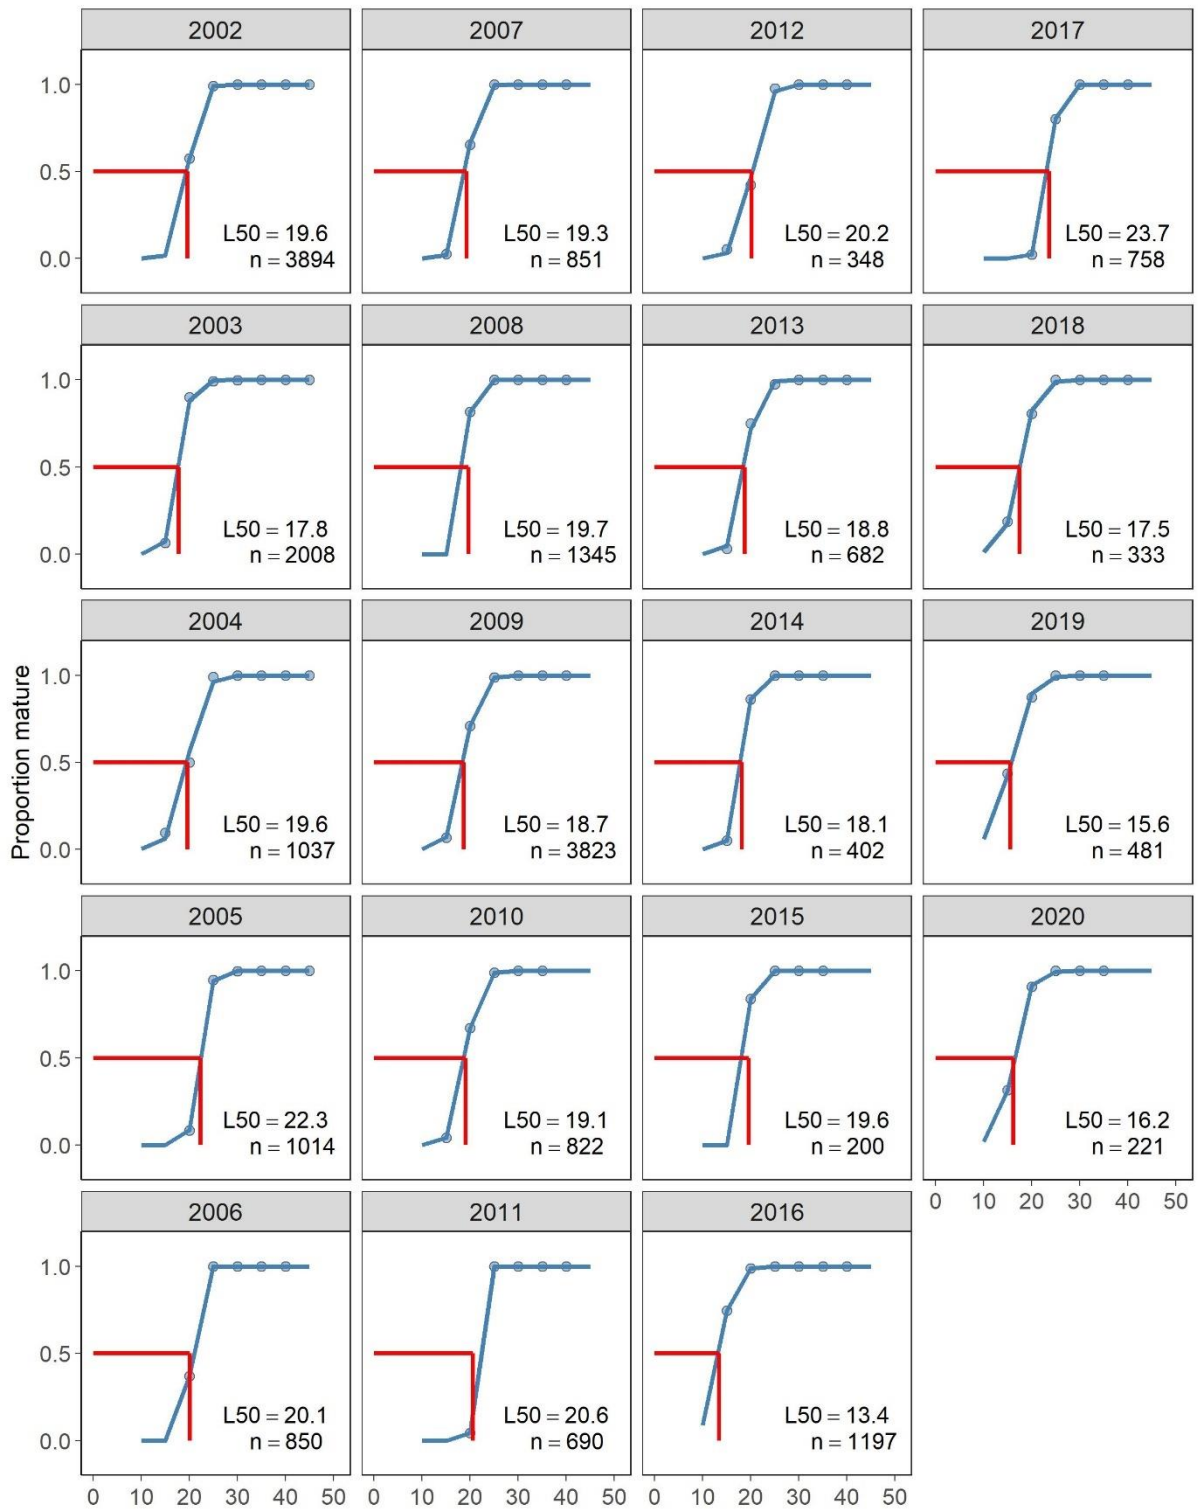 2002 2007 2012 2017
1.0
0.5
0.0
L50 = 19.6 L50 = 19.3 L50 = 20.2 L50 = 23.7
n = 3894 n = 851 n = 348 n = 758
2003 2008 2013 2018
1.0
0.5
0.0
L50 = 17.8 L50 = 19.7 L50 = 18.8 L50 = 17.5
n = 2008 n = 1345 n = 682 n = 333
2004 2009 2014 2019
Proportion mature
1.0
0.5
0.0
L50 = 19.6 L50 = 18.7 L50 = 18.1 L50 = 15.6
n = 1037 n = 3823 n = 402 n = 481
2005 2010 2015 2020
1.0
0.5
0.0
L50 = 22.3 L50 = 19.1 L50 = 19.6 L50 = 16.2
n = 1014 n = 822 n = 200 n = 221
0 10 20 30 40 50
2006 2011 2016
1.0
0.5
0.0
L50 = 20.1 L50 = 20.6 L50 = 13.4
n = 850 n = 690 n = 1197
0 10 20 30 40 50 0 10 20 30 40 50 0 10 20 30 40 50